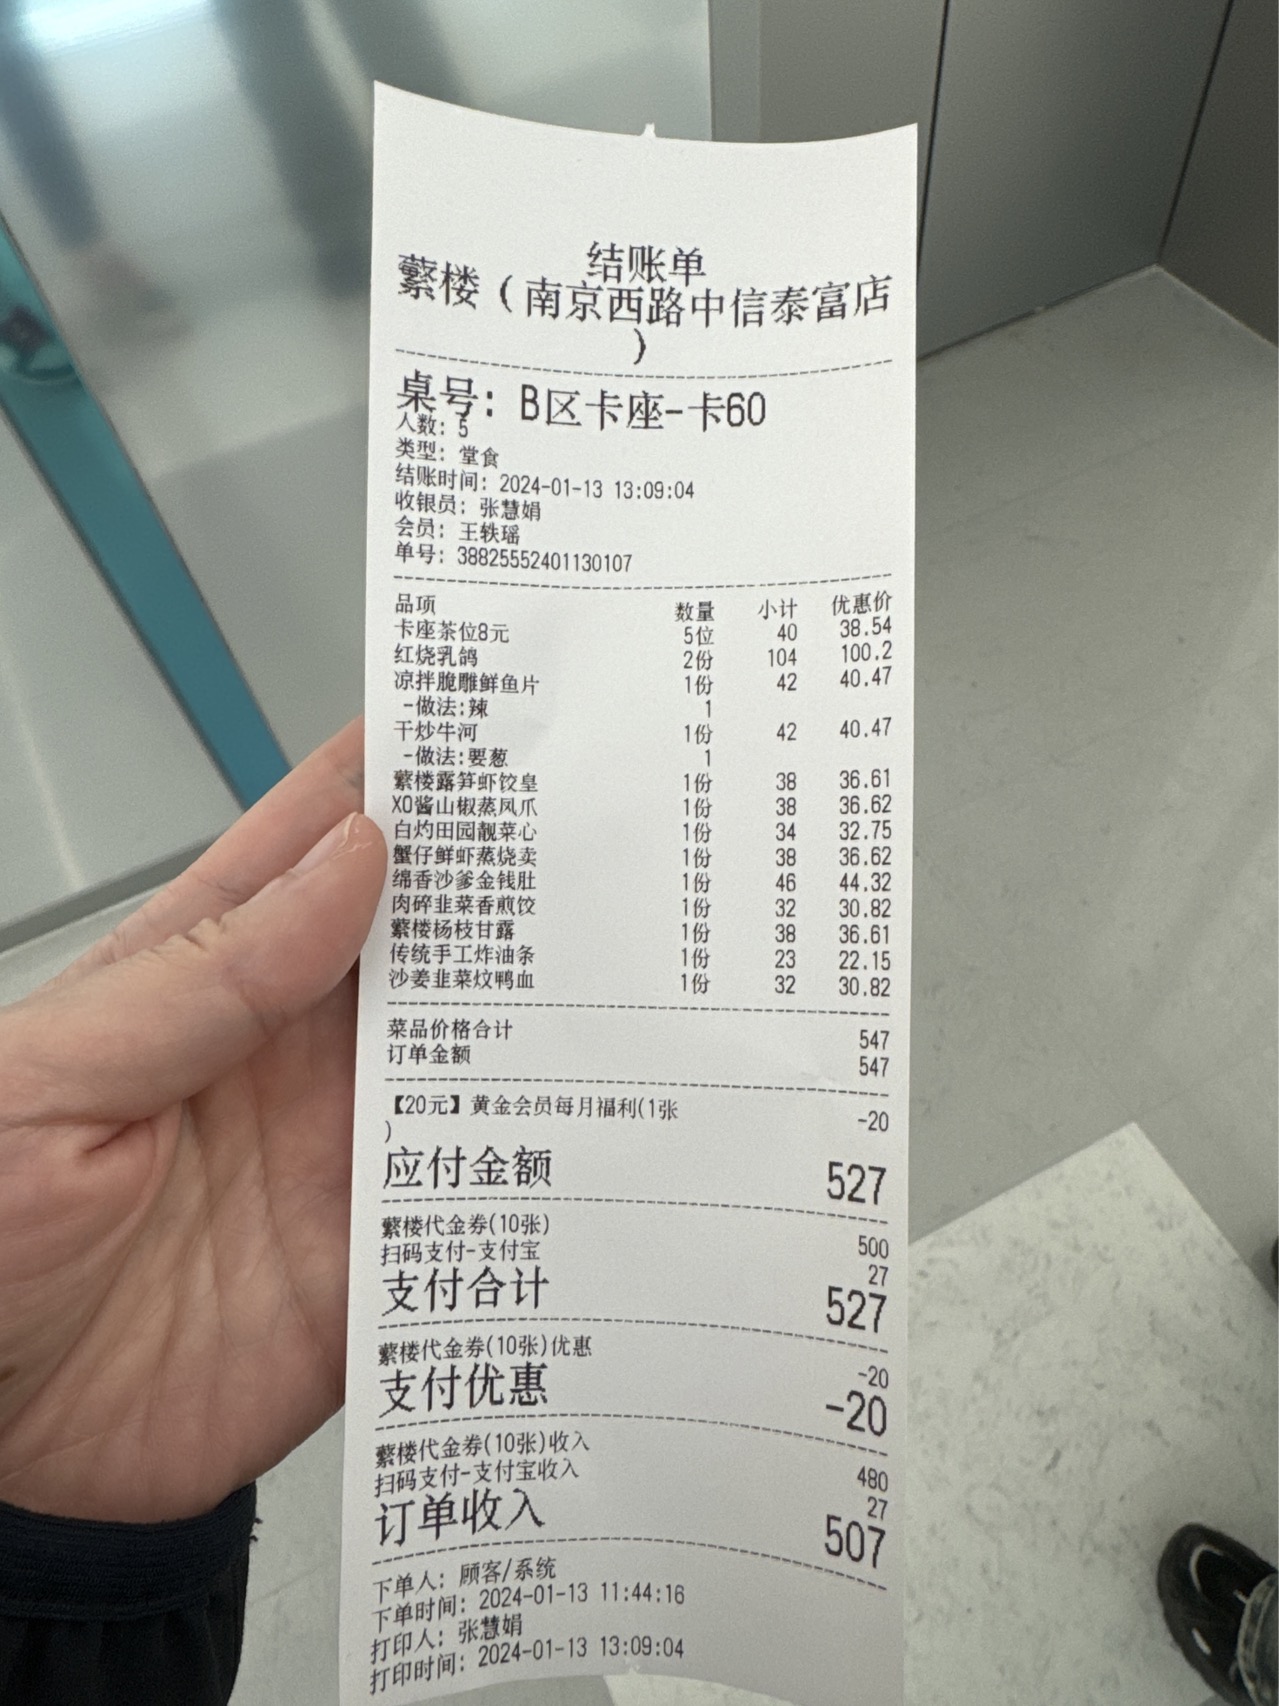 结账单
蘩楼（南京西路中信泰富店
）
桌号: B区卡座-卡60
人数: 5
类型: 堂食
结账时间: 2024-01-13 13:09:04
收银员: 张慧娟
会员: 王轶瑶
单号: 38825552401130107
品项 数量 小计 优惠价
卡座茶位8元 5位 40 38.54
红烧乳鸽 2份 104 100.2
凉拌脆雕鲜鱼片 1份 42 40.47
-做法:辣 1
干炒牛河 1份 42 40.47
-做法:要葱 1
蘩楼露笋虾饺皇 1份 38 36.61
XO酱山椒蒸凤爪 1份 38 36.62
白灼田园靓菜心 1份 34 32.75
蟹仔鲜虾蒸烧卖 1份 38 36.62
绵香沙爹金钱肚 1份 46 44.32
肉碎韭菜香煎饺 1份 32 30.82
蘩楼杨枝甘露 1份 38 36.61
传统手工炸油条 1份 23 22.15
沙姜韭菜炆鸭血 1份 32 30.82
菜品价格合计 547
订单金额 547
【20元】黄金会员每月福利(1张 -20
)
应付金额 527
蘩楼代金券(10张) 500
扫码支付-支付宝 27
支付合计 527
蘩楼代金券(10张)优惠 -20
支付优惠 -20
蘩楼代金券(10张)收入 480
扫码支付-支付宝收入 27
订单收入 507
下单人: 顾客/系统
下单时间: 2024-01-13 11:44:16
打印人: 张慧娟
打印时间: 2024-01-13 13:09:04